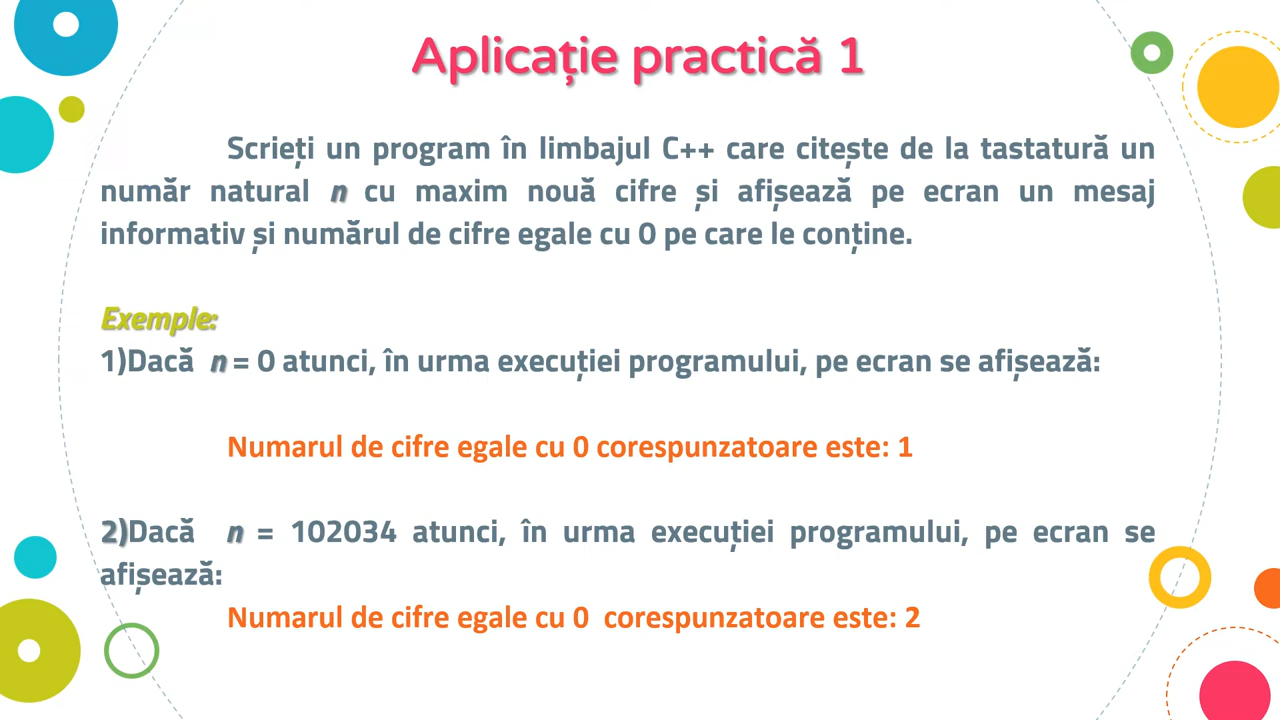 Aplicație practică 1
Scrieți un program în limbajul C++ care citește de la tastatură un
număr natural n cu maxim nouă cifre și afișează pe ecran un mesaj
informativ și numărul de cifre egale cu 0 pe care le conține.
Exemple:
1)Dacă n = 0 atunci, în urma execuției programului, pe ecran se afișează:
Numarul de cifre egale cu 0 corespunzatoare este: 1
2)Dacă n = 102034 atunci, în urma execuției programului, pe ecran se
afișează:
Numarul de cifre egale cu 0 corespunzatoare este: 2